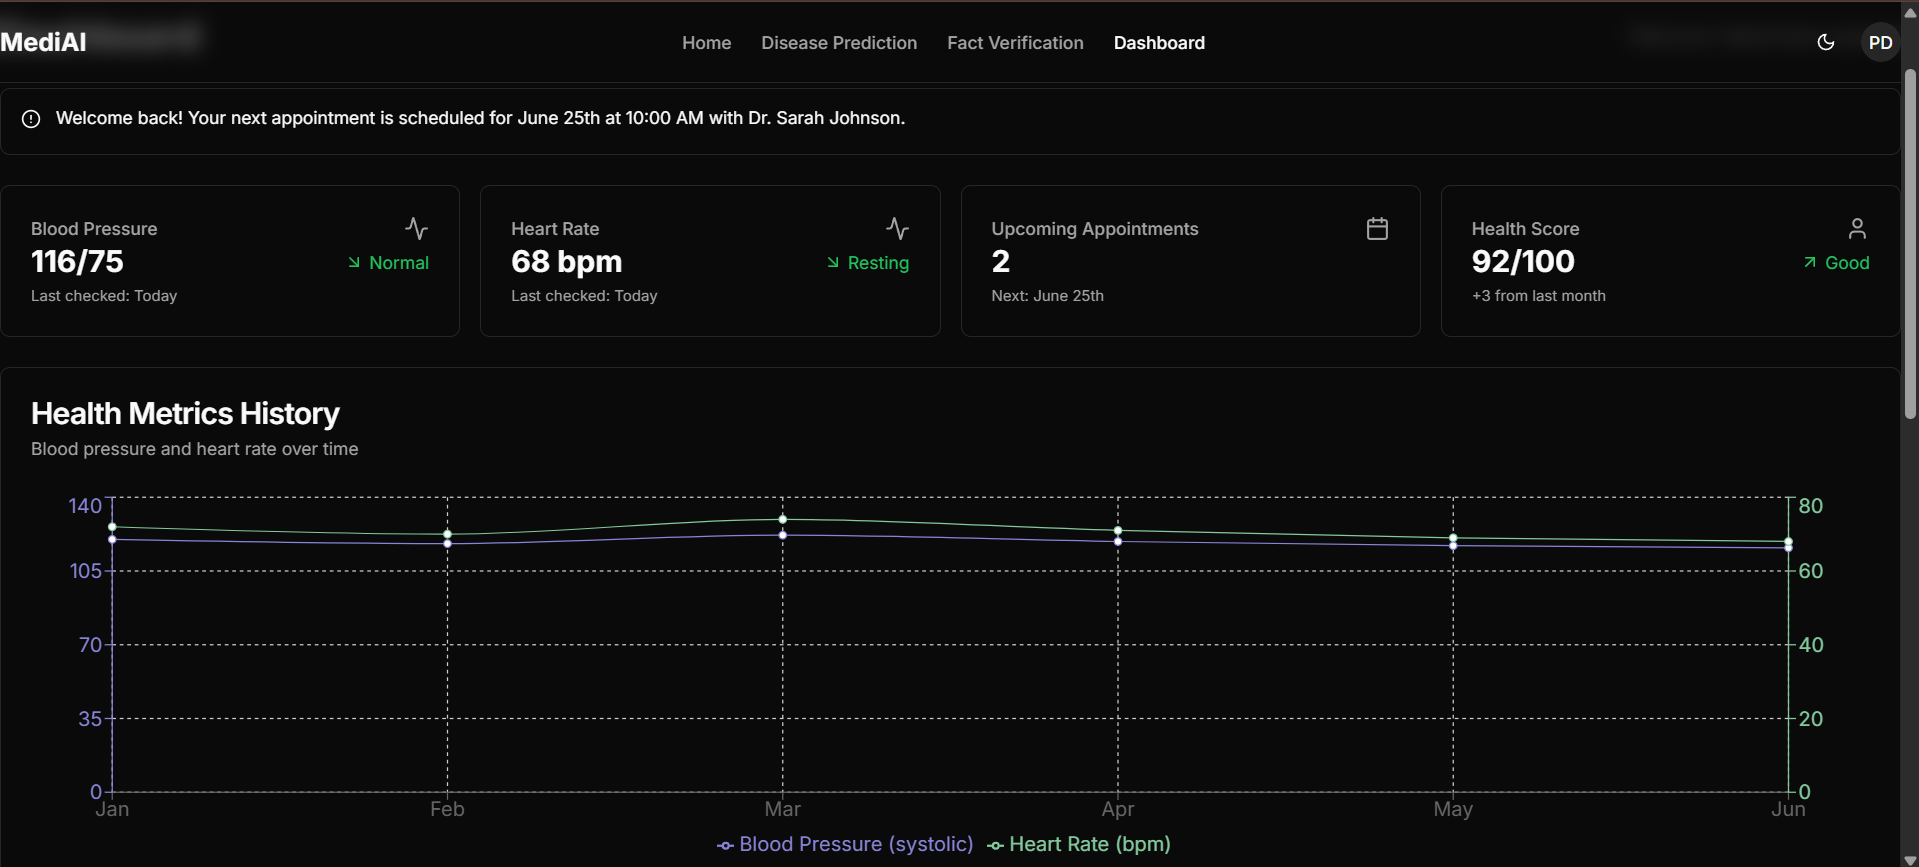 MediAI
Home Disease Prediction Fact Verification Dashboard PD
Welcome back! Your next appointment is scheduled for June 25th at 10:00 AM with Dr. Sarah Johnson.
Blood Pressure
116/75 Normal
Last checked: Today
Heart Rate
68 bpm Resting
Last checked: Today
Upcoming Appointments
2
Next: June 25th
Health Score
92/100 Good
+3 from last month
Health Metrics History
Blood pressure and heart rate over time
140 80
105 60
70 40
35 20
0 0
Jan Feb Mar Apr May Jun
Blood Pressure (systolic) Heart Rate (bpm)